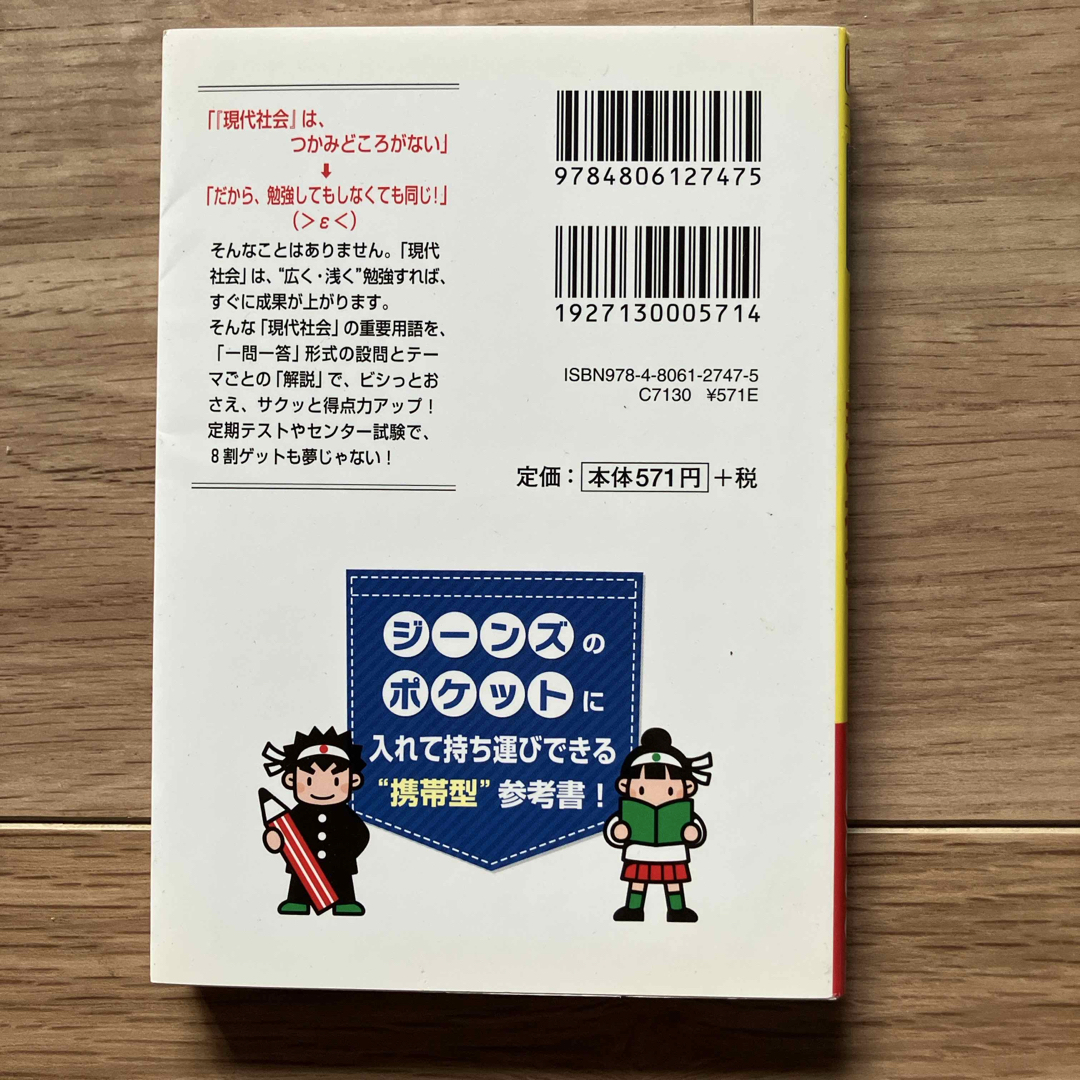 「『現代社会』は、
つかみどころがない」
⬇
「だから、勉強してもしなくても同じ！」
(＞ε＜)
そんなことはありません。「現代
社会」は、“広く・浅く”勉強すれば、
すぐに成果が上がります。
そんな「現代社会」の重要用語を、
「一問一答」形式の設問とテー
マごとの「解説」で、ビシっとお
さえ、サクッと得点力アップ！
定期テストやセンター試験で、
8割ゲットも夢じゃない！
9784806127475
1927130005714
ISBN978-4-8061-2747-5
C7130 ¥571E
定価：本体571円＋税
ジーンズの
ポケットに
入れて持ち運びできる
“携帯型”参考書！